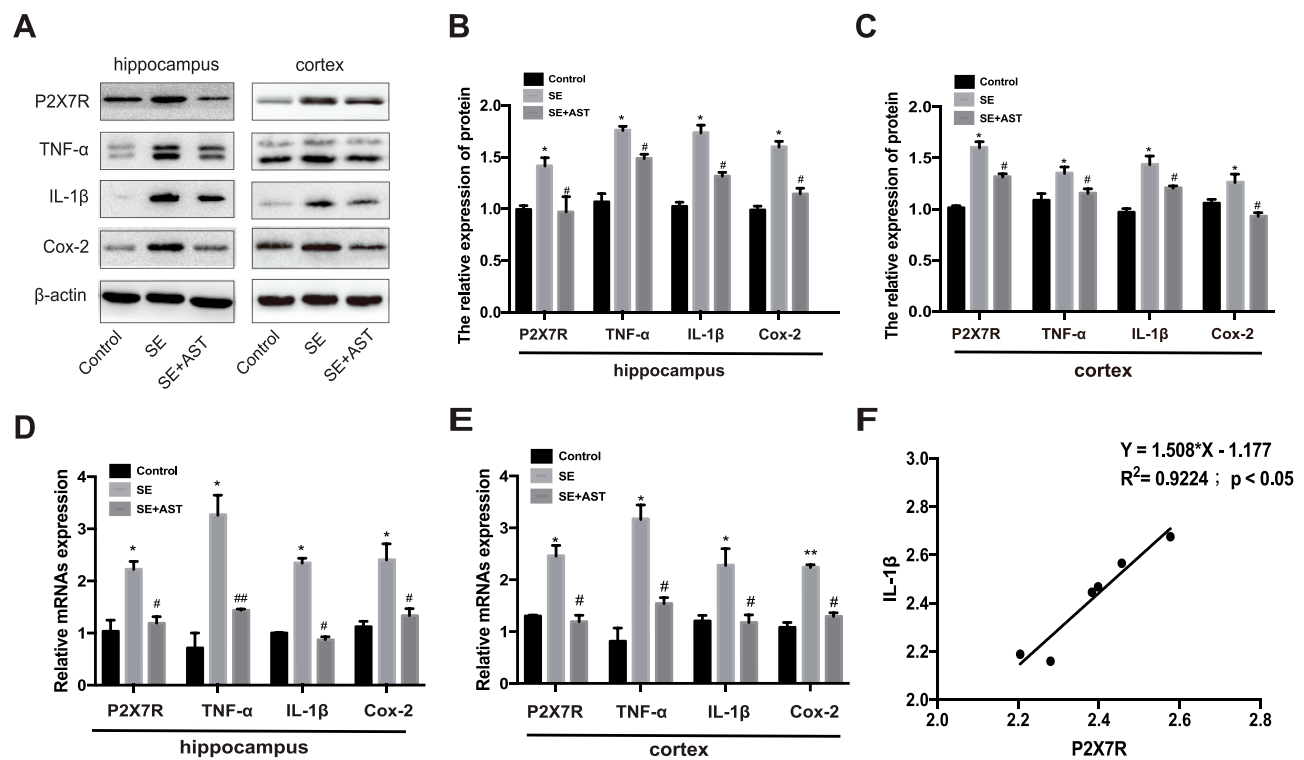 A
hippocampus cortex
P2X7R
TNF-α
IL-1β
Cox-2
β-actin
Control SE SE+AST Control SE SE+AST
B
Control
SE
SE+AST
The relative expression of protein
2.0
1.5
1.0
0.5
0.0
* # * # * # * #
P2X7R TNF-α IL-1β Cox-2
hippocampus
C
Control
SE
SE+AST
The relative expression of protein
2.0
1.5
1.0
0.5
0.0
* # * # * # * #
P2X7R TNF-α IL-1β Cox-2
cortex
D
Control
SE
SE+AST
Relative mRNAs expression
4
3
2
1
0
* # * ## * # * #
P2X7R TNF-α IL-1β Cox-2
hippocampus
E
Control
SE
SE+AST
Relative mRNAs expression
4
3
2
1
0
* # * # * # ** #
P2X7R TNF-α IL-1β Cox-2
cortex
F
Y = 1.508*X - 1.177
R²= 0.9224 ; p < 0.05
IL-1β
3.0
2.8
2.6
2.4
2.2
2.0
2.0 2.2 2.4 2.6 2.8
P2X7R